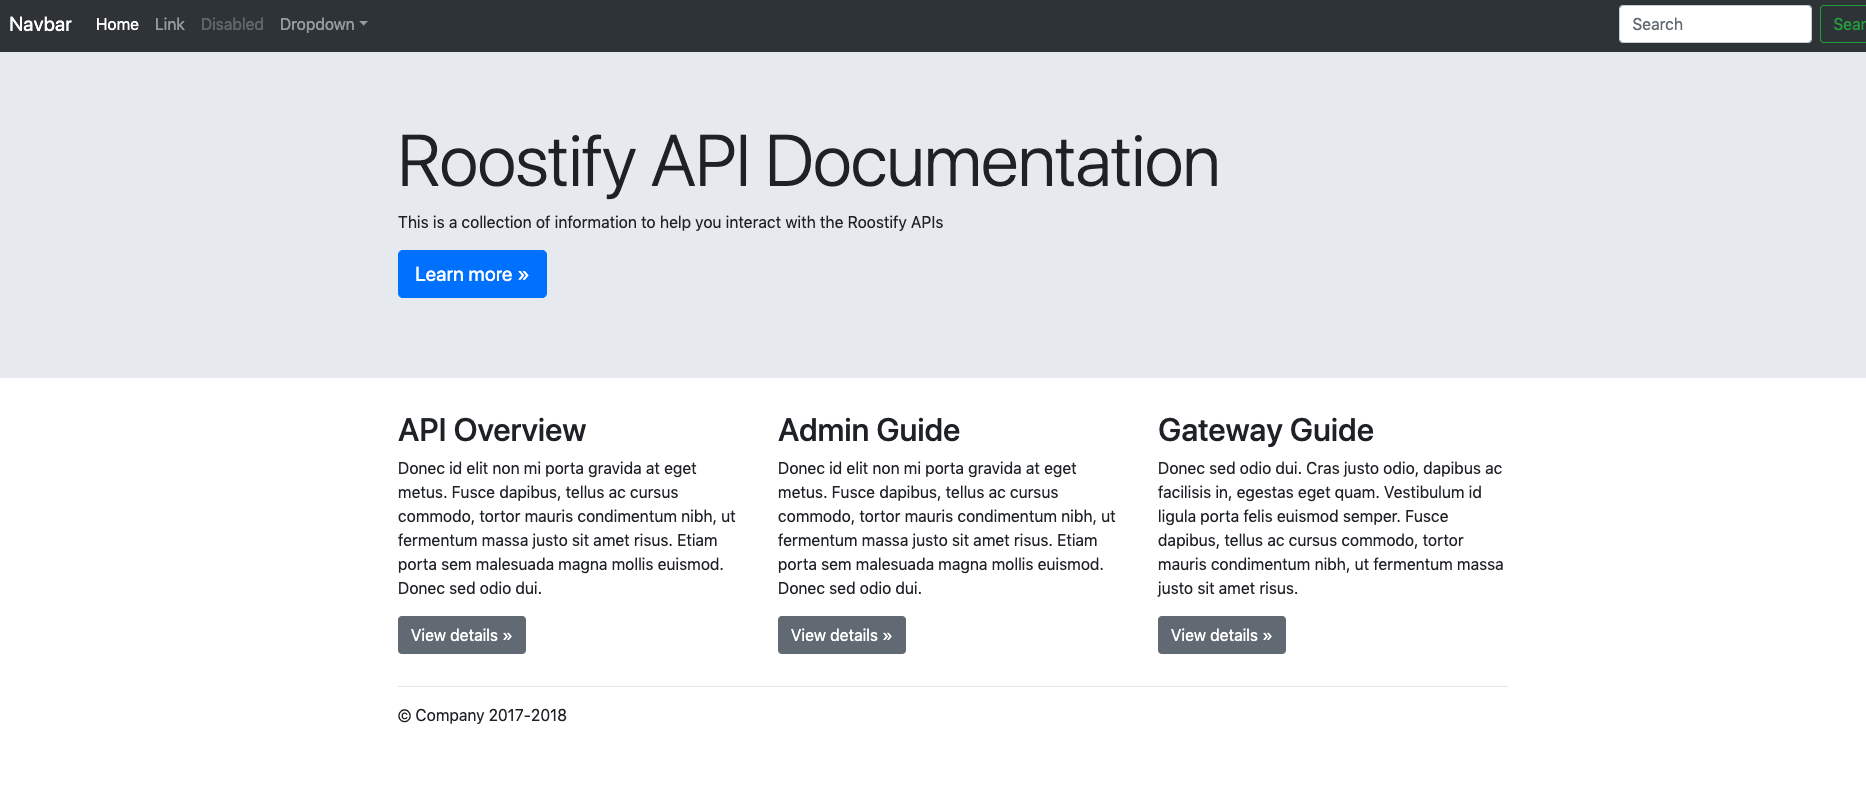 Navbar Home Link Disabled Dropdown Search Sear
Roostify API Documentation
This is a collection of information to help you interact with the Roostify APIs
Learn more »
API Overview
Donec id elit non mi porta gravida at eget
metus. Fusce dapibus, tellus ac cursus
commodo, tortor mauris condimentum nibh, ut
fermentum massa justo sit amet risus. Etiam
porta sem malesuada magna mollis euismod.
Donec sed odio dui.
View details »
Admin Guide
Donec id elit non mi porta gravida at eget
metus. Fusce dapibus, tellus ac cursus
commodo, tortor mauris condimentum nibh, ut
fermentum massa justo sit amet risus. Etiam
porta sem malesuada magna mollis euismod.
Donec sed odio dui.
View details »
Gateway Guide
Donec sed odio dui. Cras justo odio, dapibus ac
facilisis in, egestas eget quam. Vestibulum id
ligula porta felis euismod semper. Fusce
dapibus, tellus ac cursus commodo, tortor
mauris condimentum nibh, ut fermentum massa
justo sit amet risus.
View details »
© Company 2017-2018